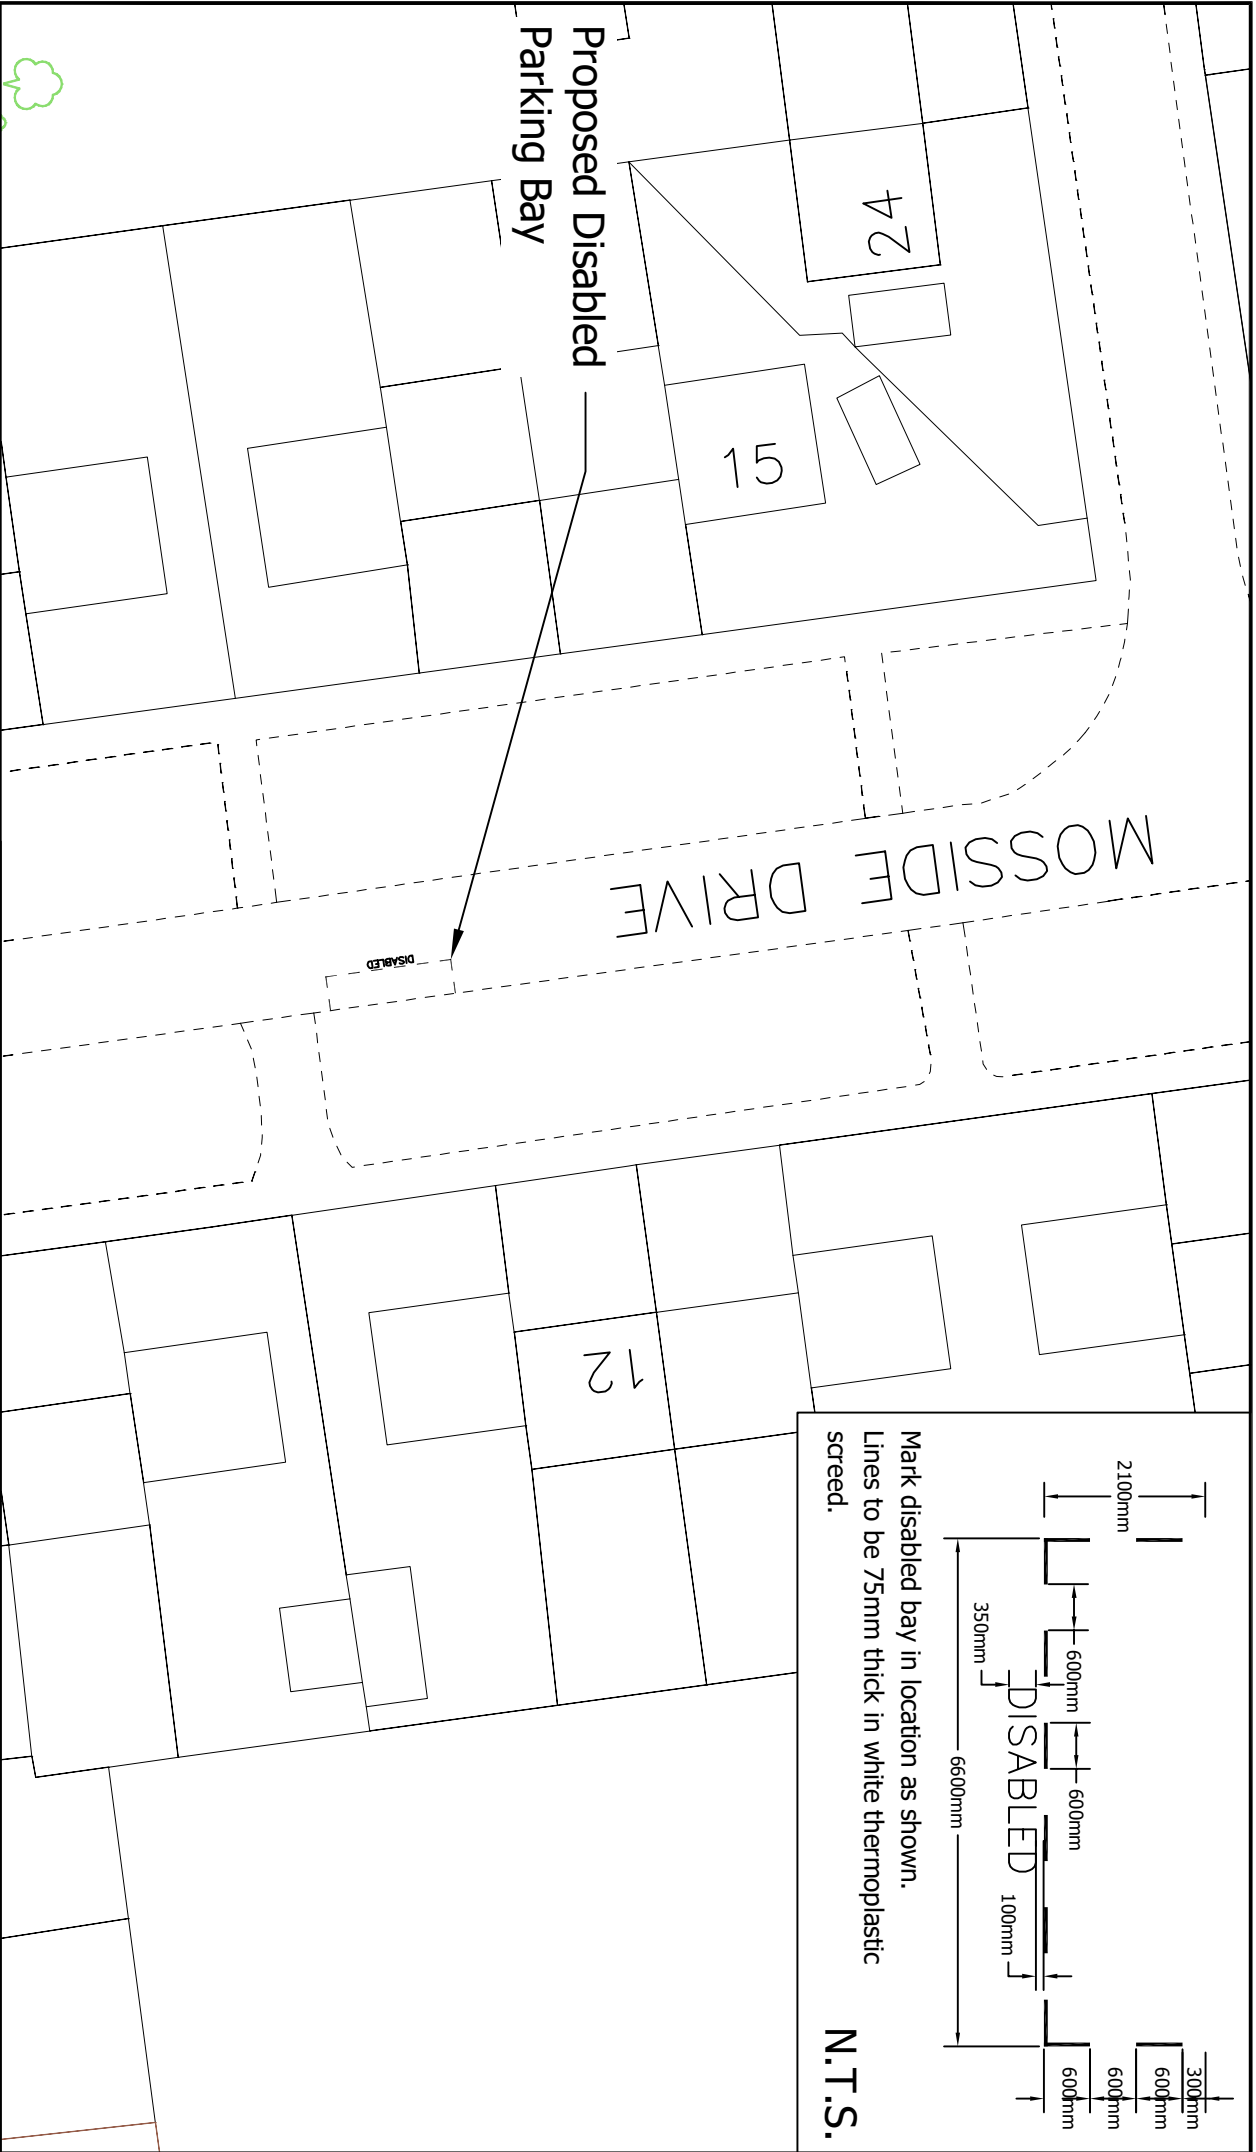 Proposed Disabled
Parking Bay
24
15
MOSSIDE DRIVE
DISABLED
12
2100mm
600mm
600mm
350mm
DISABLED
100mm
6600mm
300mm
600mm
600mm
600mm
Mark disabled bay in location as shown.
Lines to be 75mm thick in white thermoplastic
screed.
N.T.S.